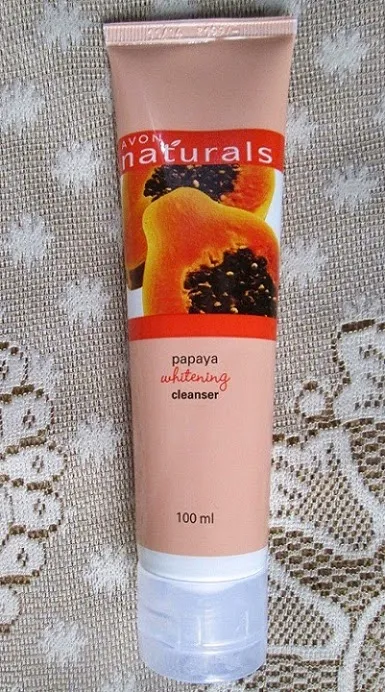 AVON
naturals
papaya
whitening
cleanser
100 ml